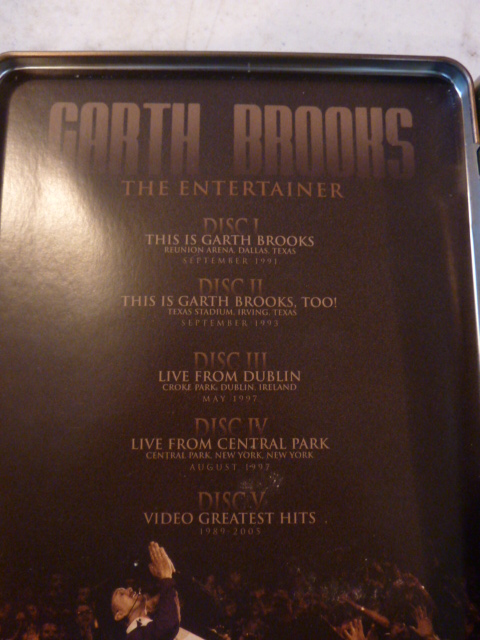 GARTH BROOKS
THE ENTERTAINER
DISC I
THIS IS GARTH BROOKS
REUNION ARENA, DALLAS, TEXAS
SEPTEMBER 1991
DISC II
THIS IS GARTH BROOKS, TOO!
TEXAS STADIUM, IRVING, TEXAS
SEPTEMBER 1993
DISC III
LIVE FROM DUBLIN
CROKE PARK, DUBLIN, IRELAND
MAY 1997
DISC IV
LIVE FROM CENTRAL PARK
CENTRAL PARK, NEW YORK, NEW YORK
AUGUST 1997
DISC V
VIDEO GREATEST HITS
1989-2005